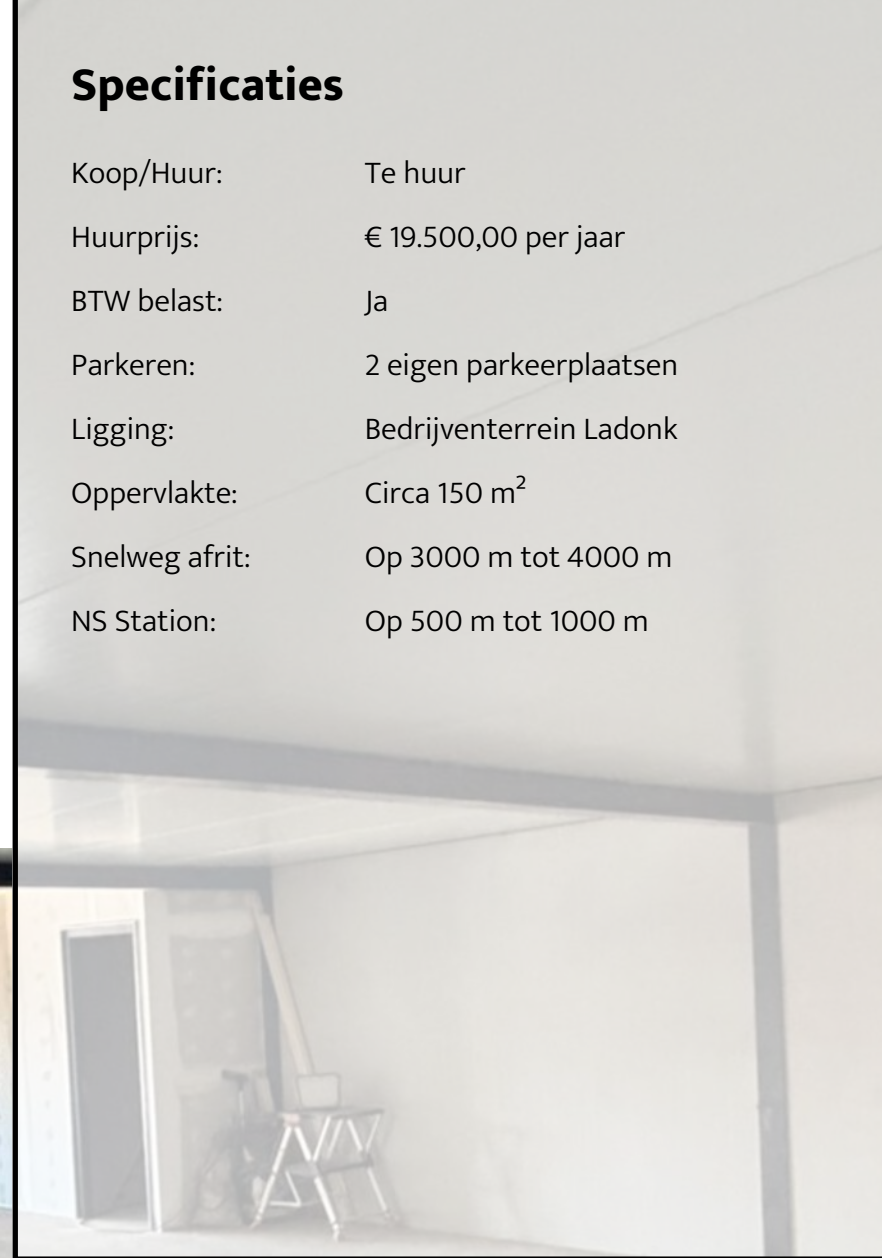 Specificaties
Koop/Huur: Te huur
Huurprijs: € 19.500,00 per jaar
BTW belast: Ja
Parkeren: 2 eigen parkeerplaatsen
Ligging: Bedrijventerrein Ladonk
Oppervlakte: Circa 150 m²
Snelweg afrit: Op 3000 m tot 4000 m
NS Station: Op 500 m tot 1000 m